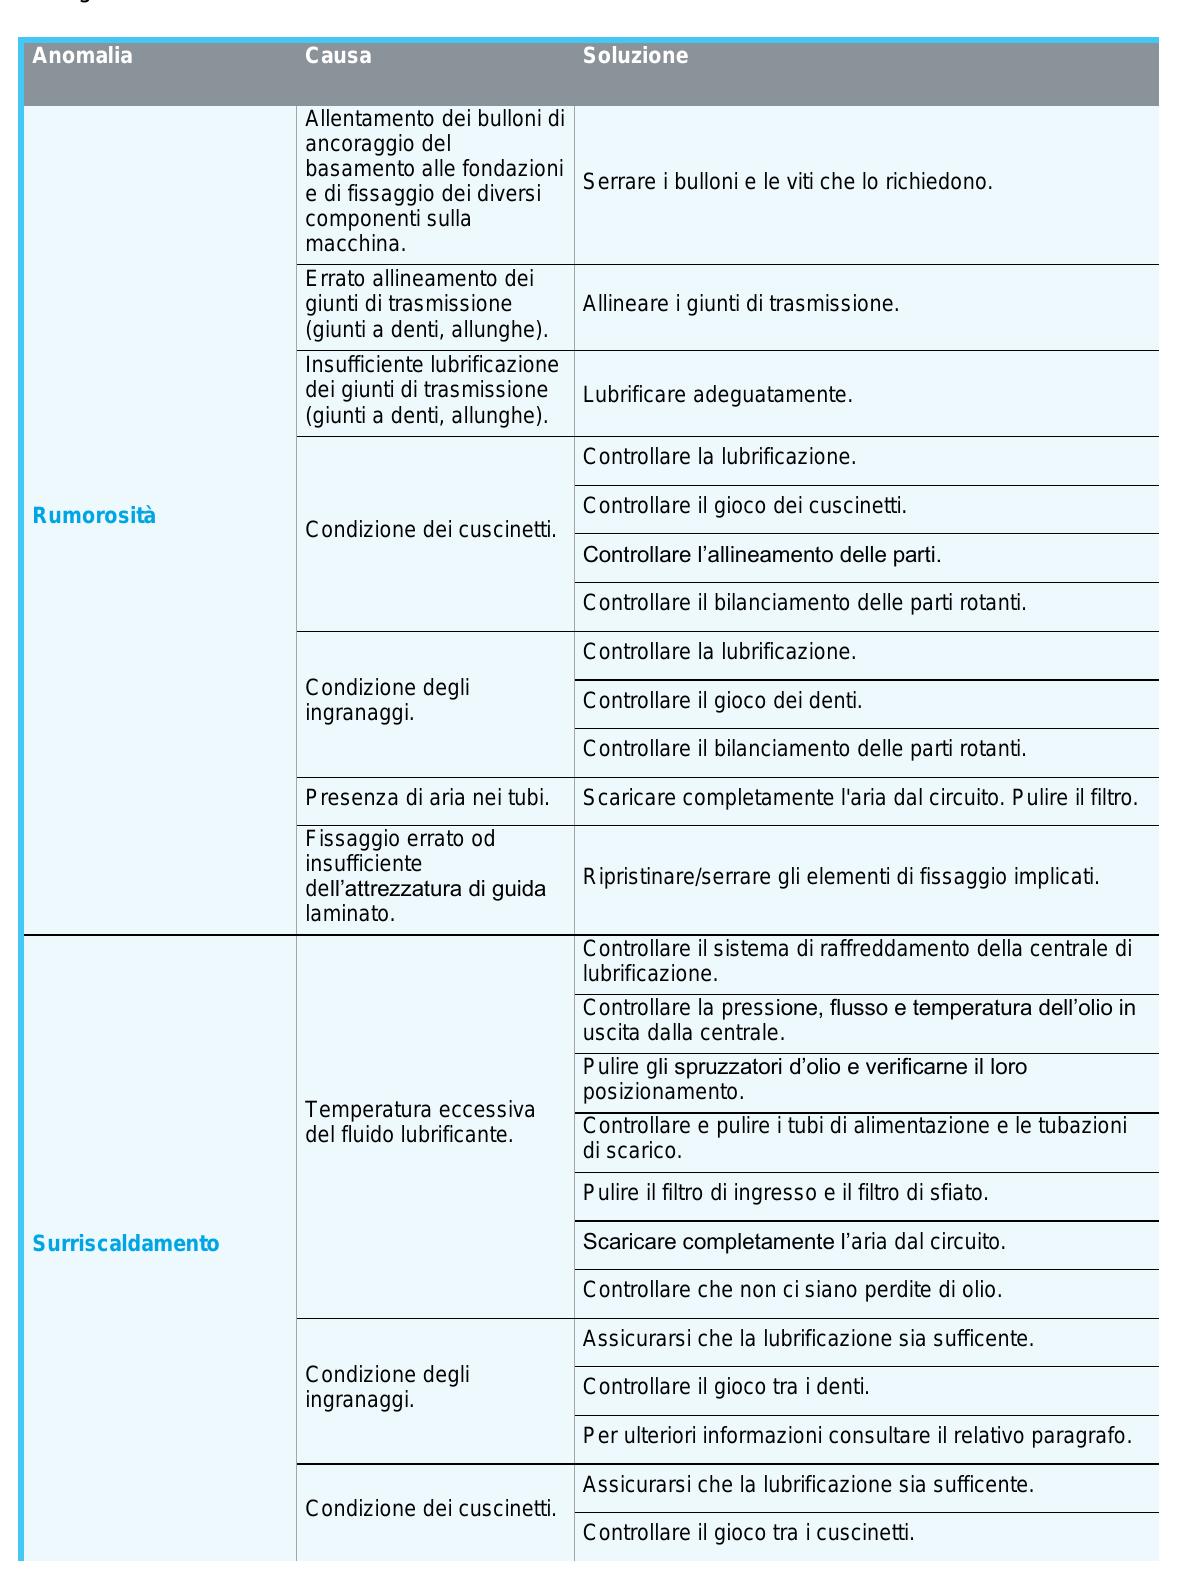 Anomalia Causa Soluzione
Allentamento dei bulloni di
ancoraggio del
basamento alle fondazioni
e di fissaggio dei diversi
componenti sulla
macchina.
Serrare i bulloni e le viti che lo richiedono.
Errato allineamento dei
giunti di trasmissione
(giunti a denti, allunghe).
Allineare i giunti di trasmissione.
Insufficiente lubrificazione
dei giunti di trasmissione
(giunti a denti, allunghe).
Lubrificare adeguatamente.
Rumorosità
Condizione dei cuscinetti.
Controllare la lubrificazione.
Controllare il gioco dei cuscinetti.
Controllare l’allineamento delle parti.
Controllare il bilanciamento delle parti rotanti.
Condizione degli
ingranaggi.
Controllare la lubrificazione.
Controllare il gioco dei denti.
Controllare il bilanciamento delle parti rotanti.
Presenza di aria nei tubi.
Scaricare completamente l'aria dal circuito. Pulire il filtro.
Fissaggio errato od
insufficiente
dell’attrezzatura di guida
laminato.
Ripristinare/serrare gli elementi di fissaggio implicati.
Surriscaldamento
Temperatura eccessiva
del fluido lubrificante.
Controllare il sistema di raffreddamento della centrale di
lubrificazione.
Controllare la pressione, flusso e temperatura dell’olio in
uscita dalla centrale.
Pulire gli spruzzatori d’olio e verificarne il loro
posizionamento.
Controllare e pulire i tubi di alimentazione e le tubazioni
di scarico.
Pulire il filtro di ingresso e il filtro di sfiato.
Scaricare completamente l’aria dal circuito.
Controllare che non ci siano perdite di olio.
Condizione degli
ingranaggi.
Assicurarsi che la lubrificazione sia sufficente.
Controllare il gioco tra i denti.
Per ulteriori informazioni consultare il relativo paragrafo.
Condizione dei cuscinetti.
Assicurarsi che la lubrificazione sia sufficente.
Controllare il gioco tra i cuscinetti.